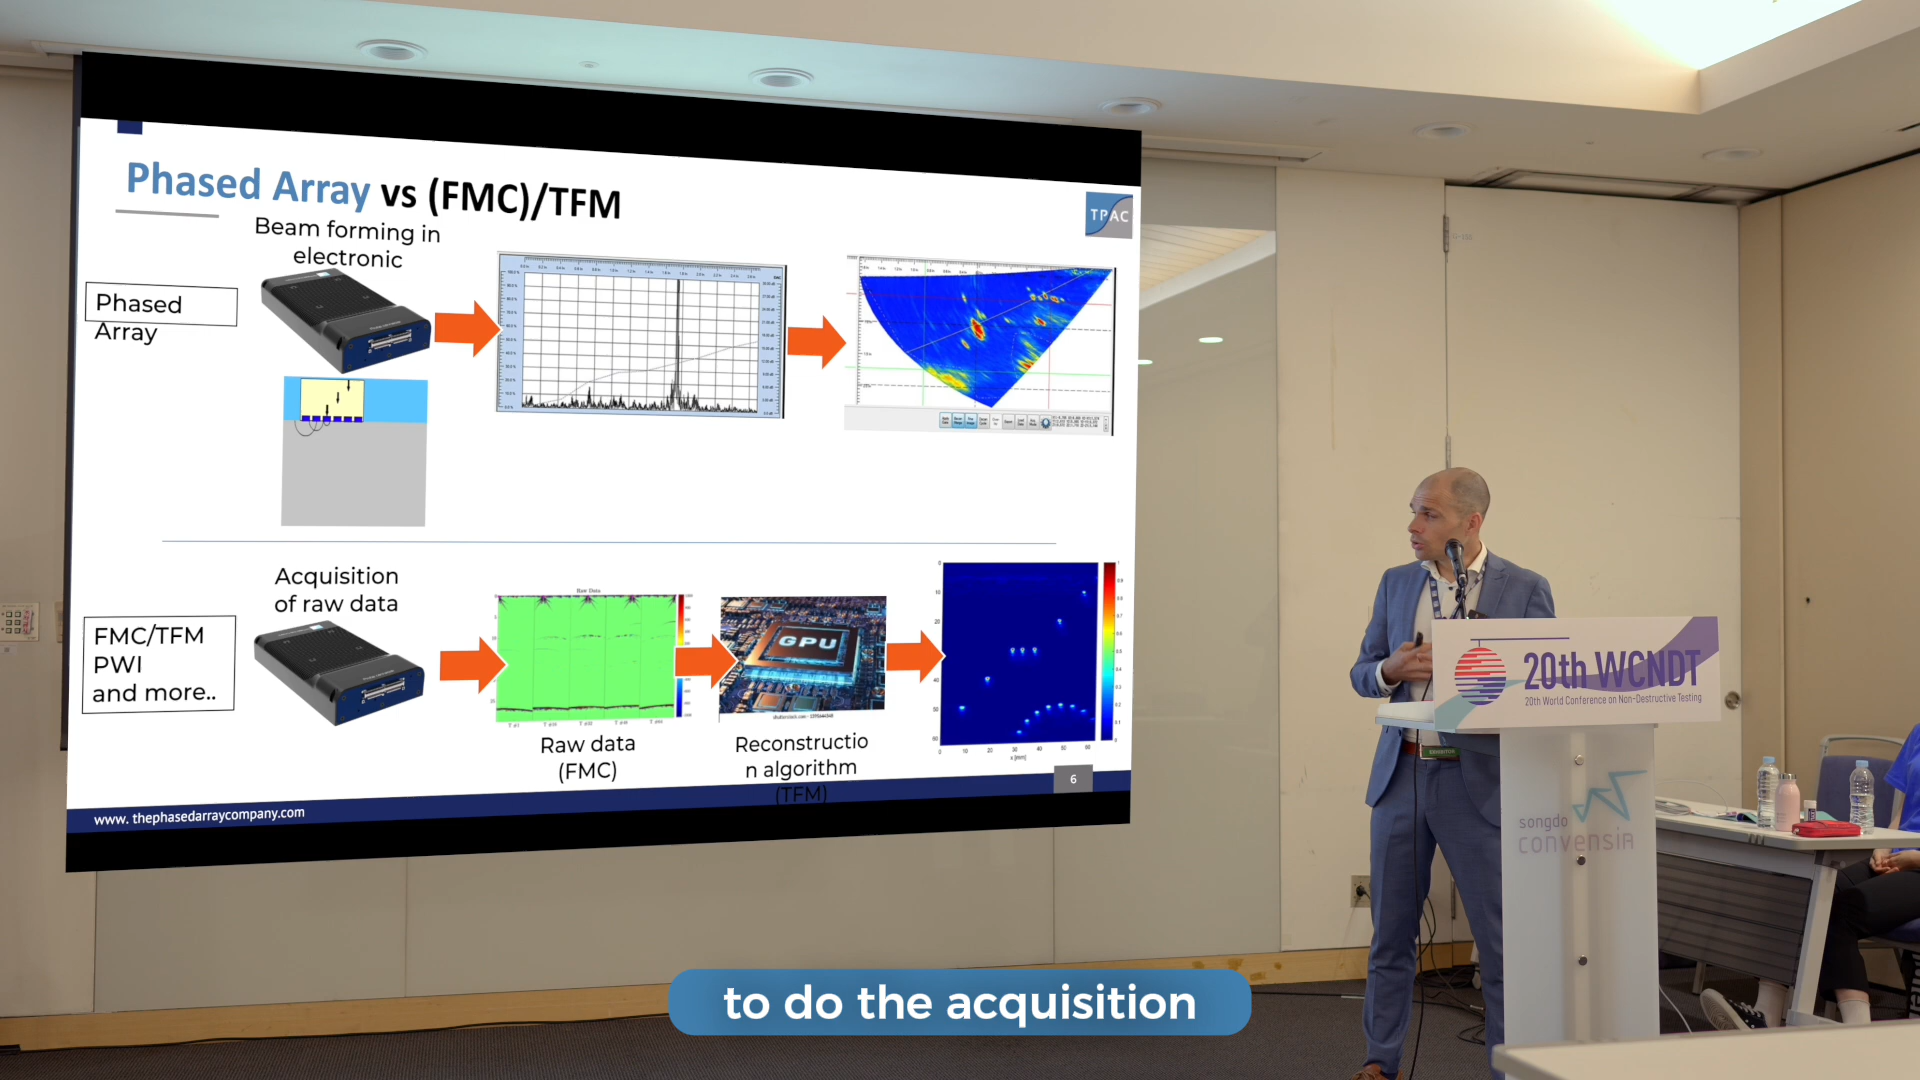 Phased Array vs (FMC)/TFM
TPAC
Beam forming in
electronic
Phased
Array
Acquisition
of raw data
FMC/TFM
PWI
and more..
Raw Data
GPU
Raw data
(FMC)
Reconstructio
n algorithm
(TFM)
x [mm]
6
www. thephasedarraycompany.com
20th WCNDT
20th World Conference on Non-Destructive Testing
songdo
convensia
to do the acquisition